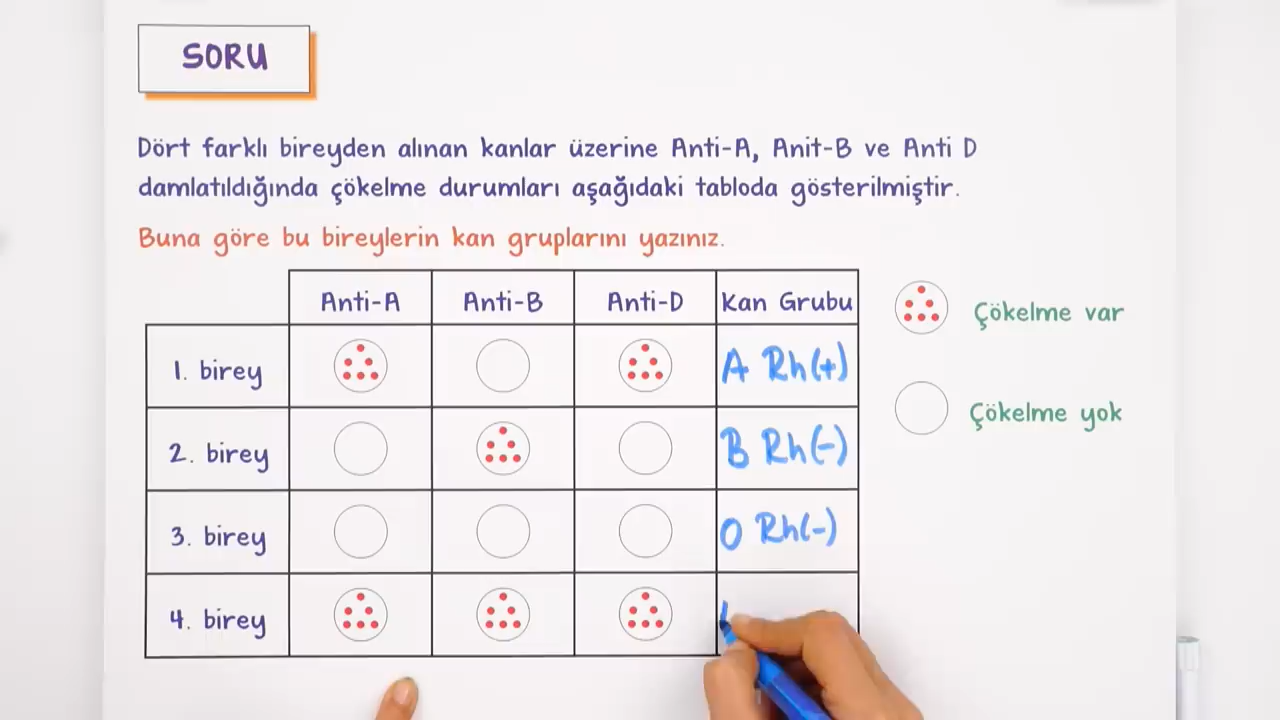 SORU
Dört farklı bireyden alınan kanlar üzerine Anti-A, Anit-B ve Anti D
damlatıldığında çökelme durumları aşağıdaki tabloda gösterilmiştir.
Buna göre bu bireylerin kan gruplarını yazınız.
Anti-A Anti-B Anti-D Kan Grubu
1. birey A Rh(+)
2. birey B Rh(-)
3. birey O Rh(-)
4. birey
Çökelme var
Çökelme yok